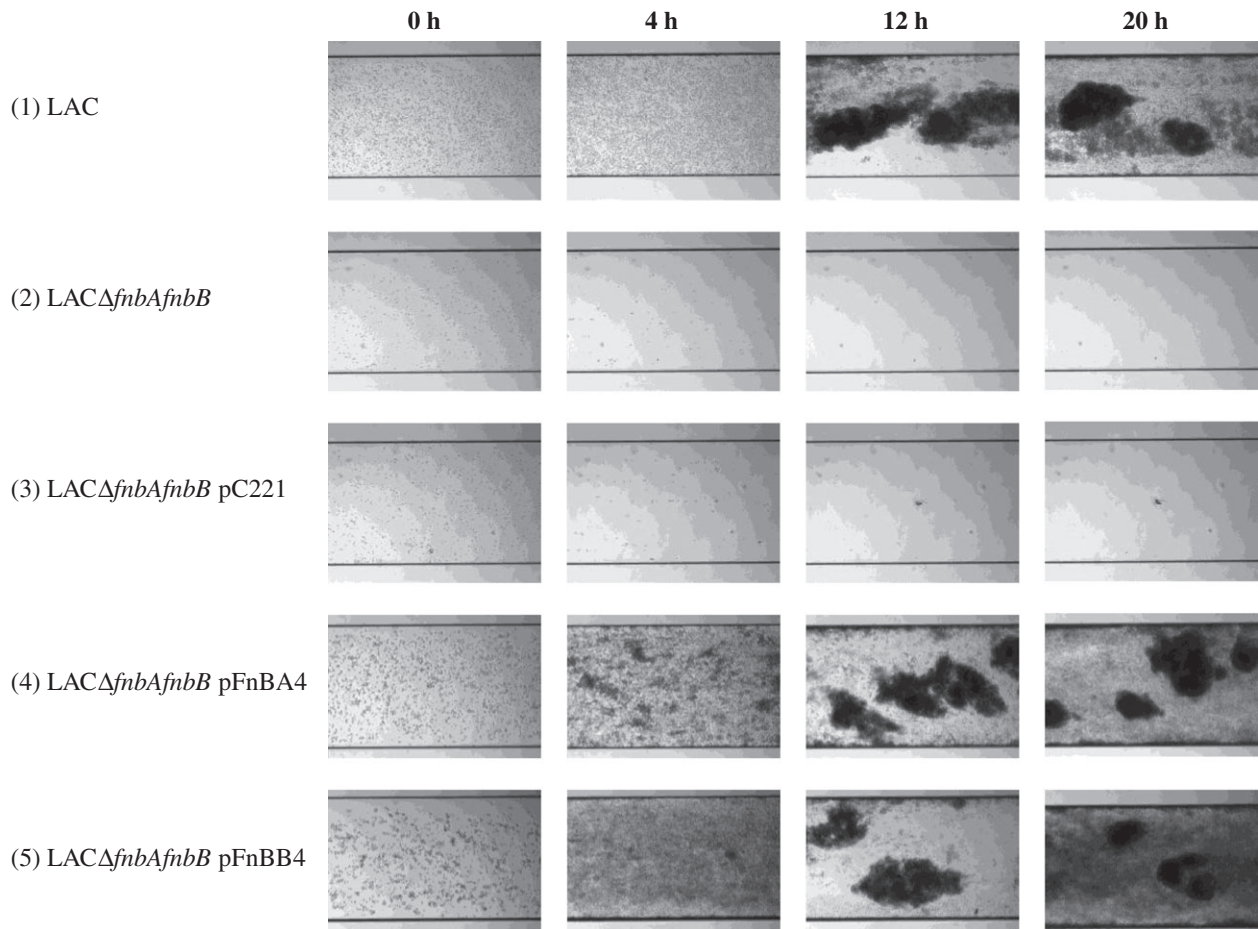 0 h 4 h 12 h 20 h
(1) LAC
(2) LACΔfnbAfnbB
(3) LACΔfnbAfnbB pC221
(4) LACΔfnbAfnbB pFnBA4
(5) LACΔfnbAfnbB pFnBB4